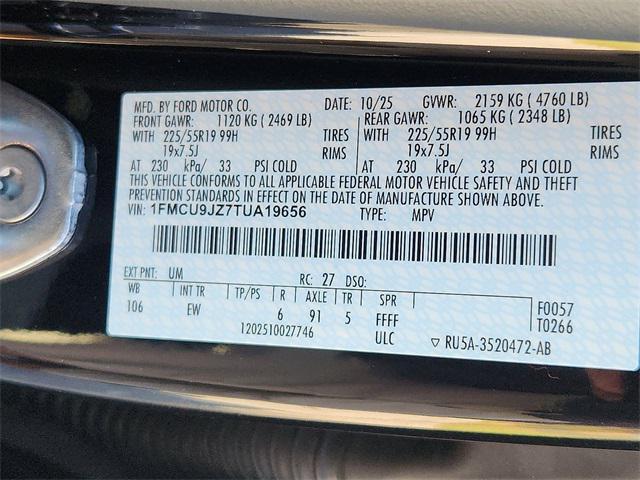 MFD. BY FORD MOTOR CO. DATE: 10/25 GVWR: 2159 KG ( 4760 LB)
FRONT GAWR: 1120 KG ( 2469 LB) REAR GAWR: 1065 KG ( 2348 LB)
WITH 225/55R19 99H TIRES WITH 225/55R19 99H TIRES
19x7.5J RIMS 19x7.5J RIMS
AT 230 kPa/ 33 PSI COLD AT 230 kPa/ 33 PSI COLD
THIS VEHICLE CONFORMS TO ALL APPLICABLE FEDERAL MOTOR VEHICLE SAFETY AND THEFT
PREVENTION STANDARDS IN EFFECT ON THE DATE OF MANUFACTURE SHOWN ABOVE.
VIN: 1FMCU9JZ7TUA19656 TYPE: MPV
EXT PNT: UM RC: 27 DSO:
WB INT TR TP/PS R AXLE TR SPR F0057
106 EW 6 91 5 FFFF T0266
1202510027746 ULC ▽ RU5A-3520472-AB